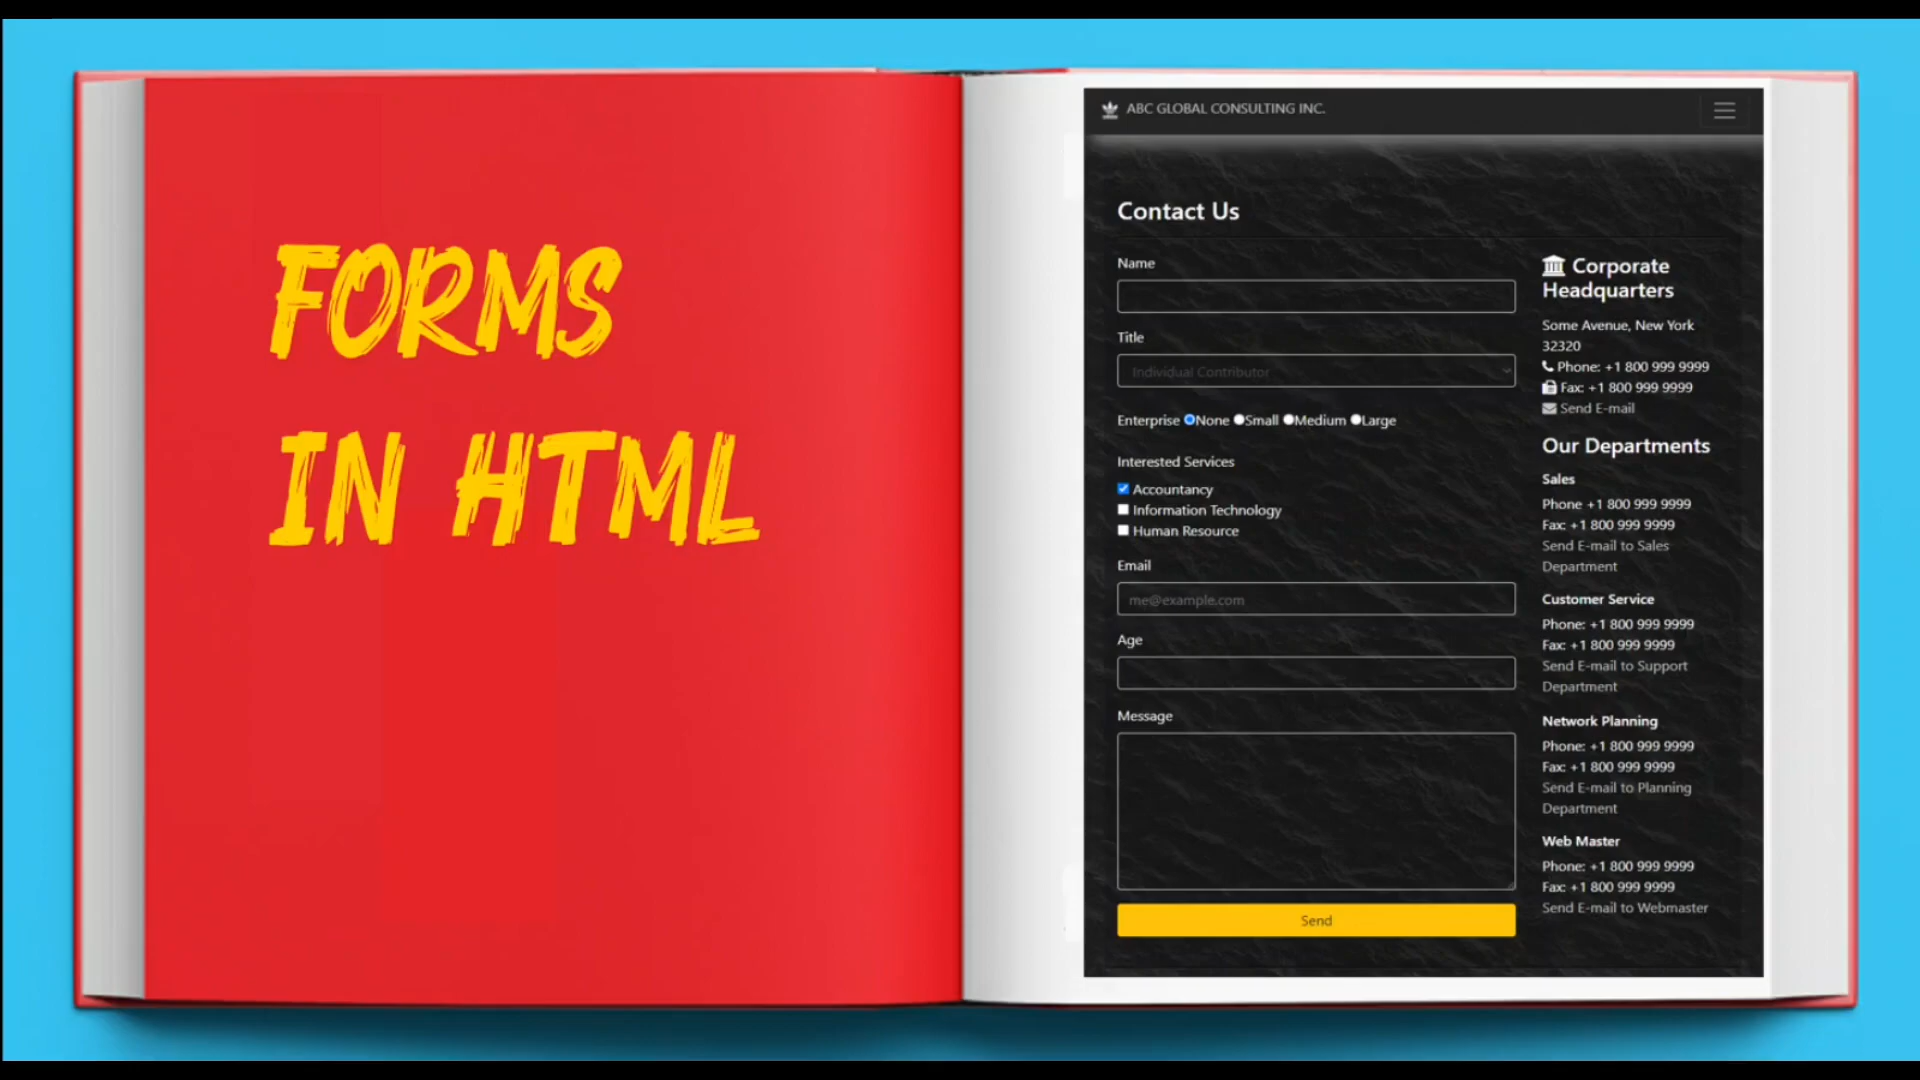 FORMS
IN HTML
ABC GLOBAL CONSULTING INC.
Contact Us
Name
Title
Individual Contributor
Enterprise None Small Medium Large
Interested Services
Accountancy
Information Technology
Human Resource
Email
me@example.com
Age
Message
Send
Corporate
Headquarters
Some Avenue, New York
32320
Phone: +1 800 999 9999
Fax: +1 800 999 9999
Send E-mail
Our Departments
Sales
Phone +1 800 999 9999
Fax: +1 800 999 9999
Send E-mail to Sales
Department
Customer Service
Phone: +1 800 999 9999
Fax: +1 800 999 9999
Send E-mail to Support
Department
Network Planning
Phone: +1 800 999 9999
Fax: +1 800 999 9999
Send E-mail to Planning
Department
Web Master
Phone: +1 800 999 9999
Fax: +1 800 999 9999
Send E-mail to Webmaster